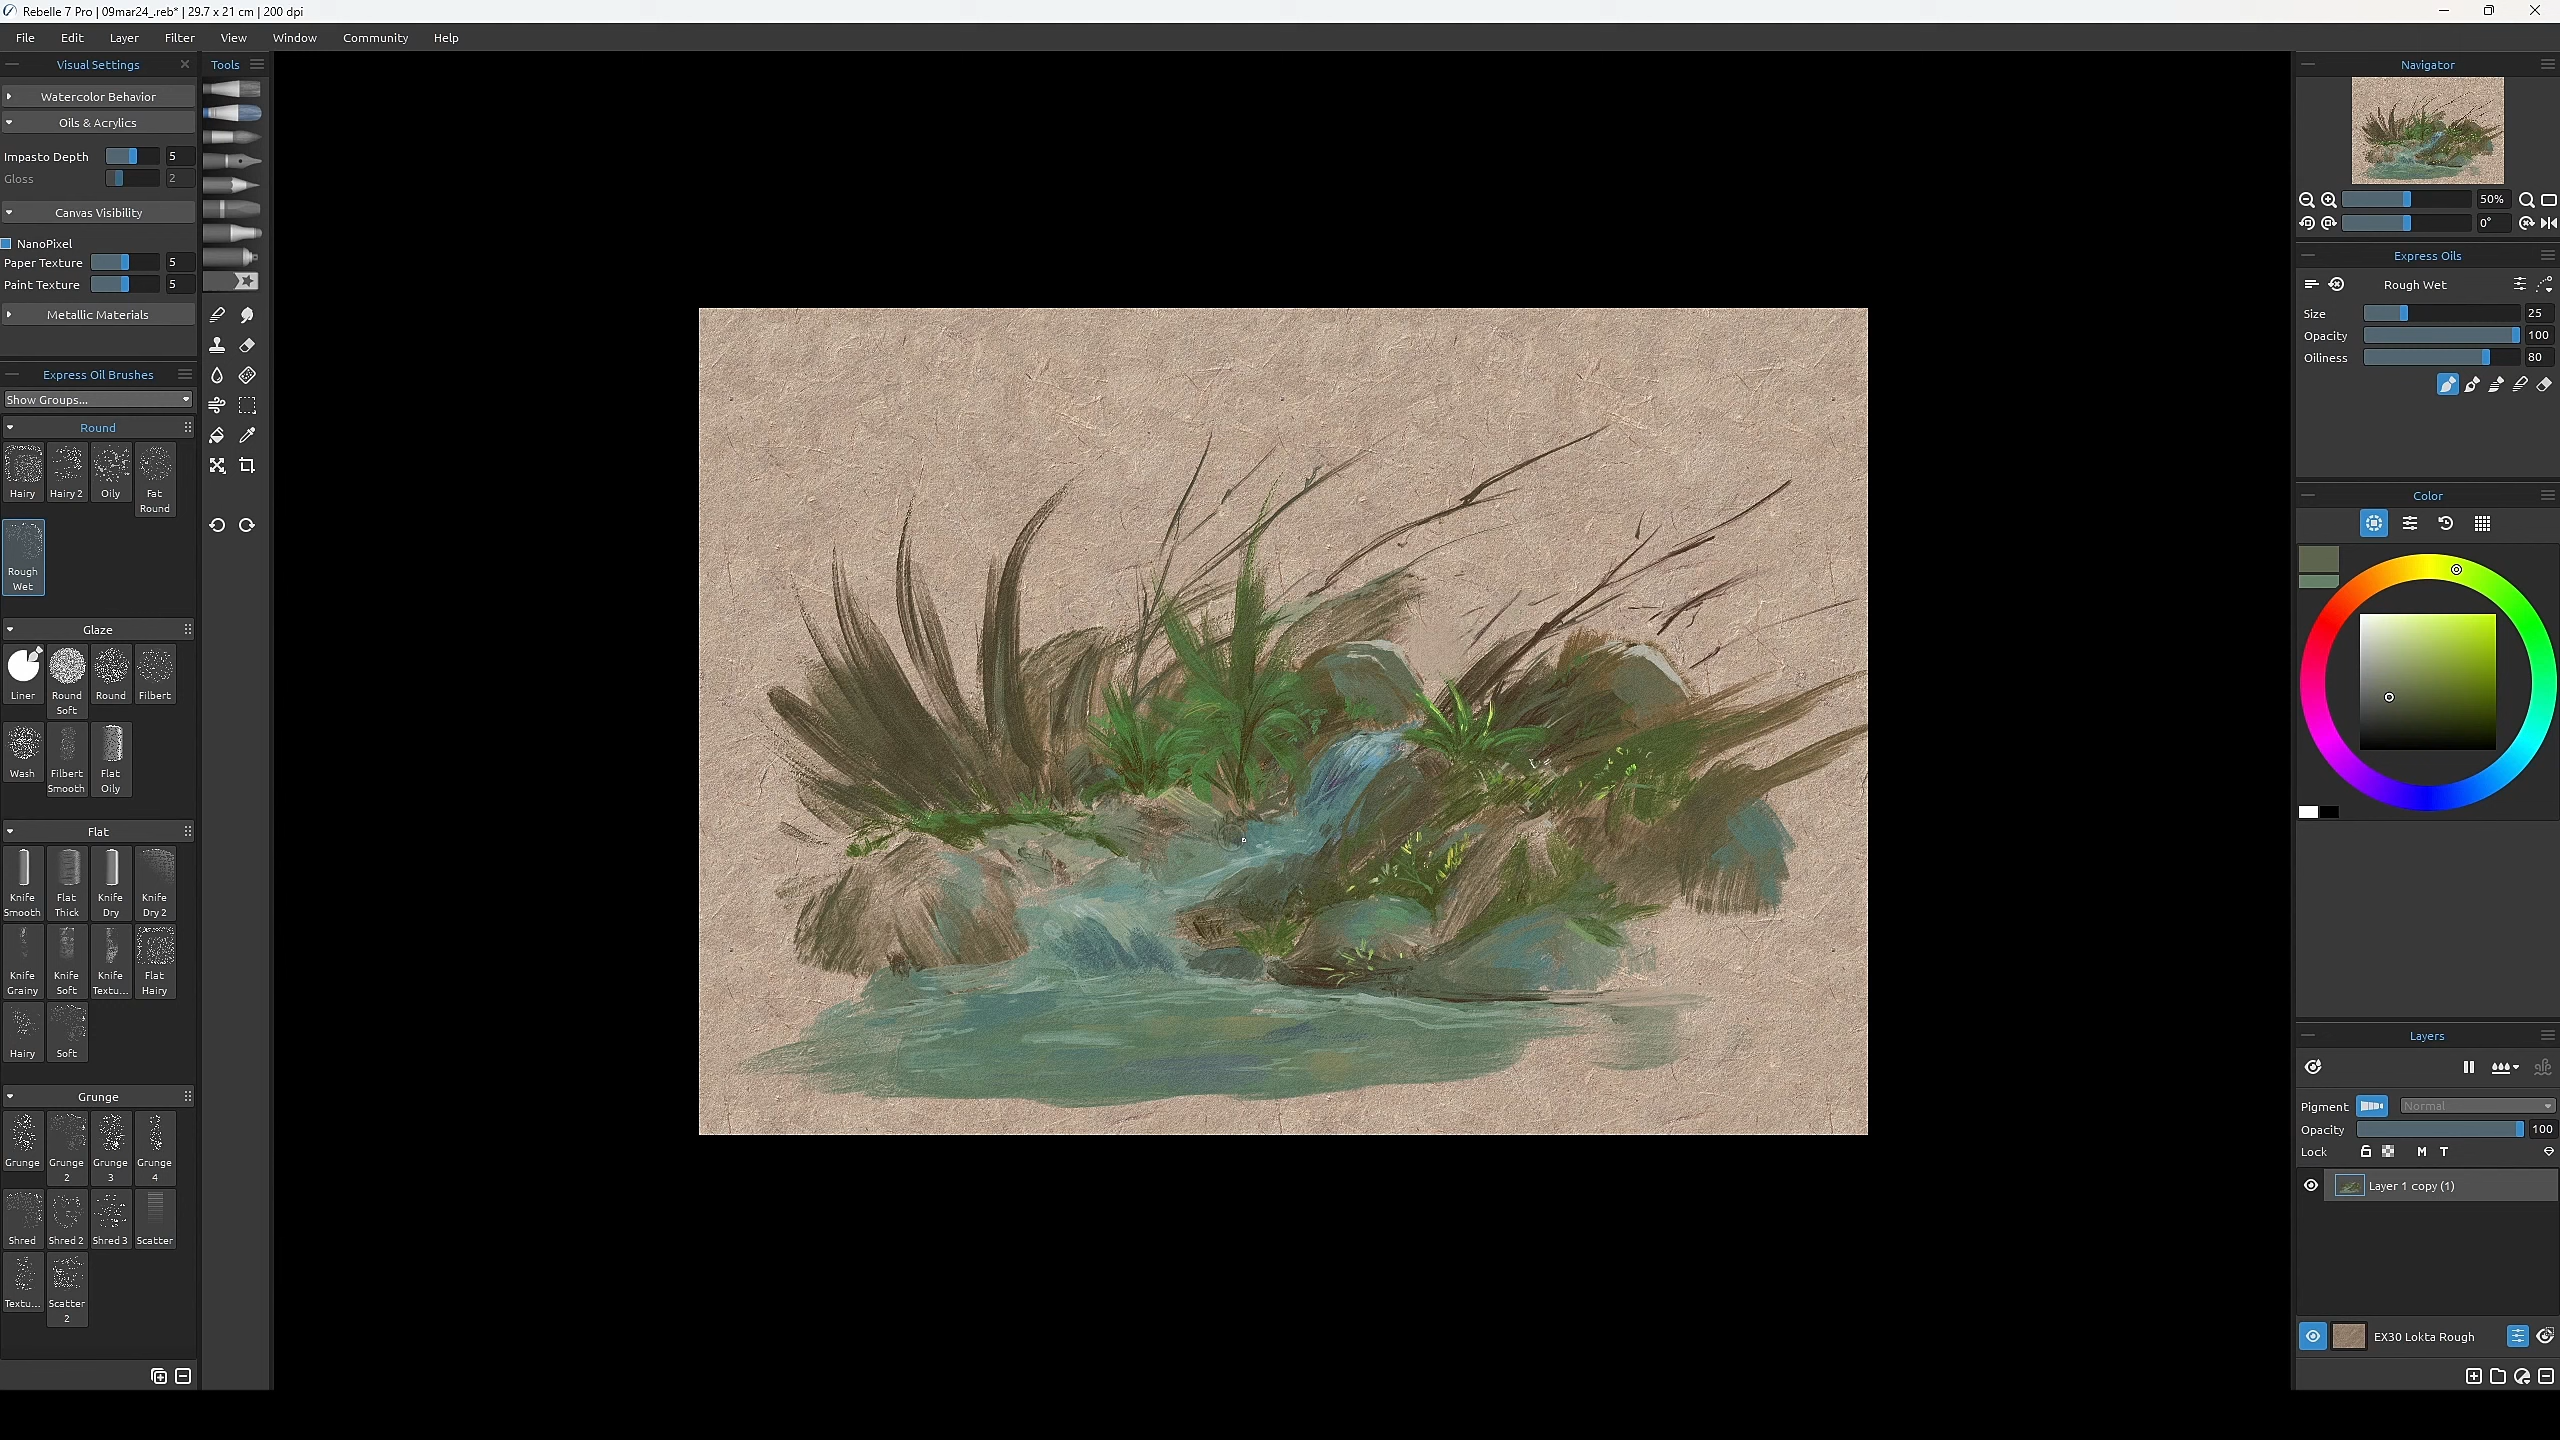 Rebelle 7 Pro | 09mar24_.reb* | 29.7 x 21 cm | 200 dpi
File Edit Layer Filter View Window Community Help
Visual Settings
Watercolor Behavior
Oils & Acrylics
Impasto Depth 5
Gloss 2
Canvas Visibility
NanoPixel
Paper Texture 5
Paint Texture 5
Metallic Materials
Express Oil Brushes
Show Groups...
Round
Hairy Hairy 2 Oily Fat Round
Rough Wet
Glaze
Liner Round Soft Round Filbert
Wash Filbert Smooth Flat Oily
Flat
Knife Smooth Flat Thick Knife Dry Knife Dry 2
Knife Grainy Knife Soft Knife Textu... Flat Hairy
Hairy Soft
Grunge
Grunge Grunge 2 Grunge 3 Grunge 4
Shred Shred 2 Shred 3 Scatter
Textu... Scatter 2
Tools
Navigator
50%
0°
Express Oils
Rough Wet
Size 25
Opacity 100
Oiliness 80
Color
Layers
Pigment Normal
Opacity 100
Lock M T
Layer 1 copy (1)
EX30 Lokta Rough